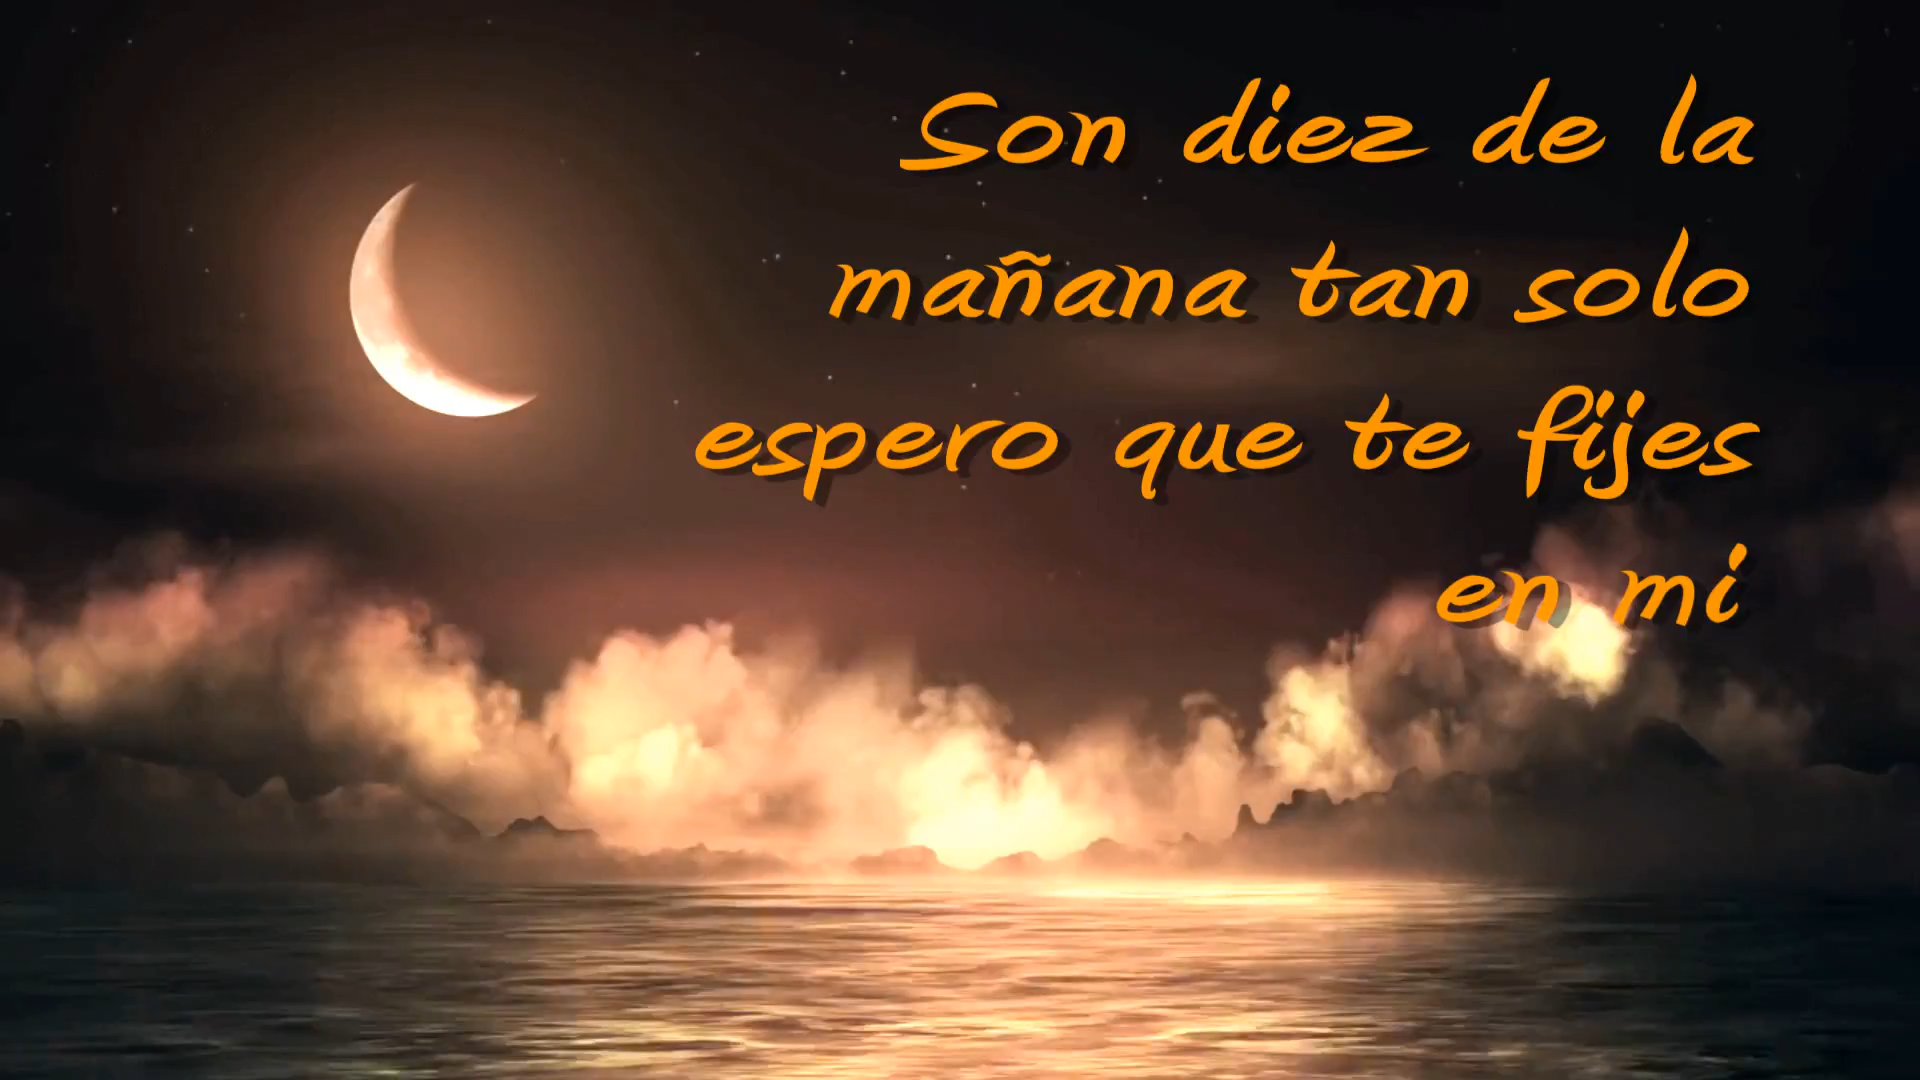 Son diez de la
mañana tan solo
espero que te fijes
en mi